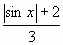 (|sin x| + 2)/3